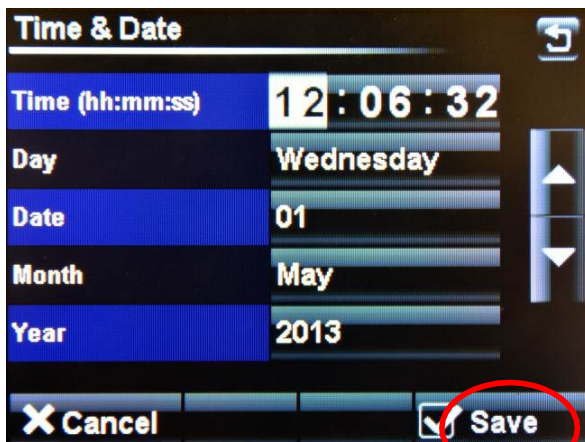 Time & Date
Time (hh:mm:ss) 12:06:32
Day Wednesday
Date 01
Month May
Year 2013
Cancel Save